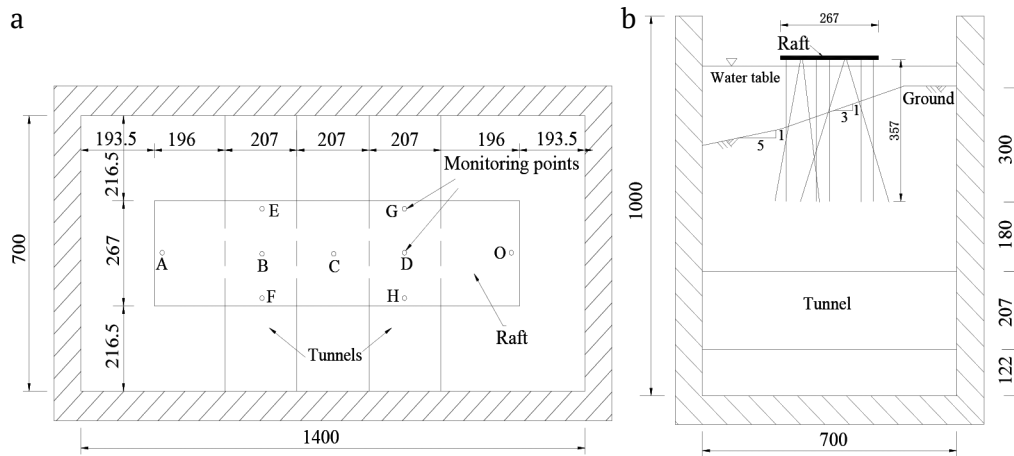 a
193.5 196 207 207 207 196 193.5
216.5
Monitoring points
E
G
700
267
A
B
C
D
O
F
H
216.5
Tunnels
Raft
1400
b
267
Raft
Water table
Ground
1
3
1
5
357
300
1000
180
Tunnel
207
122
700